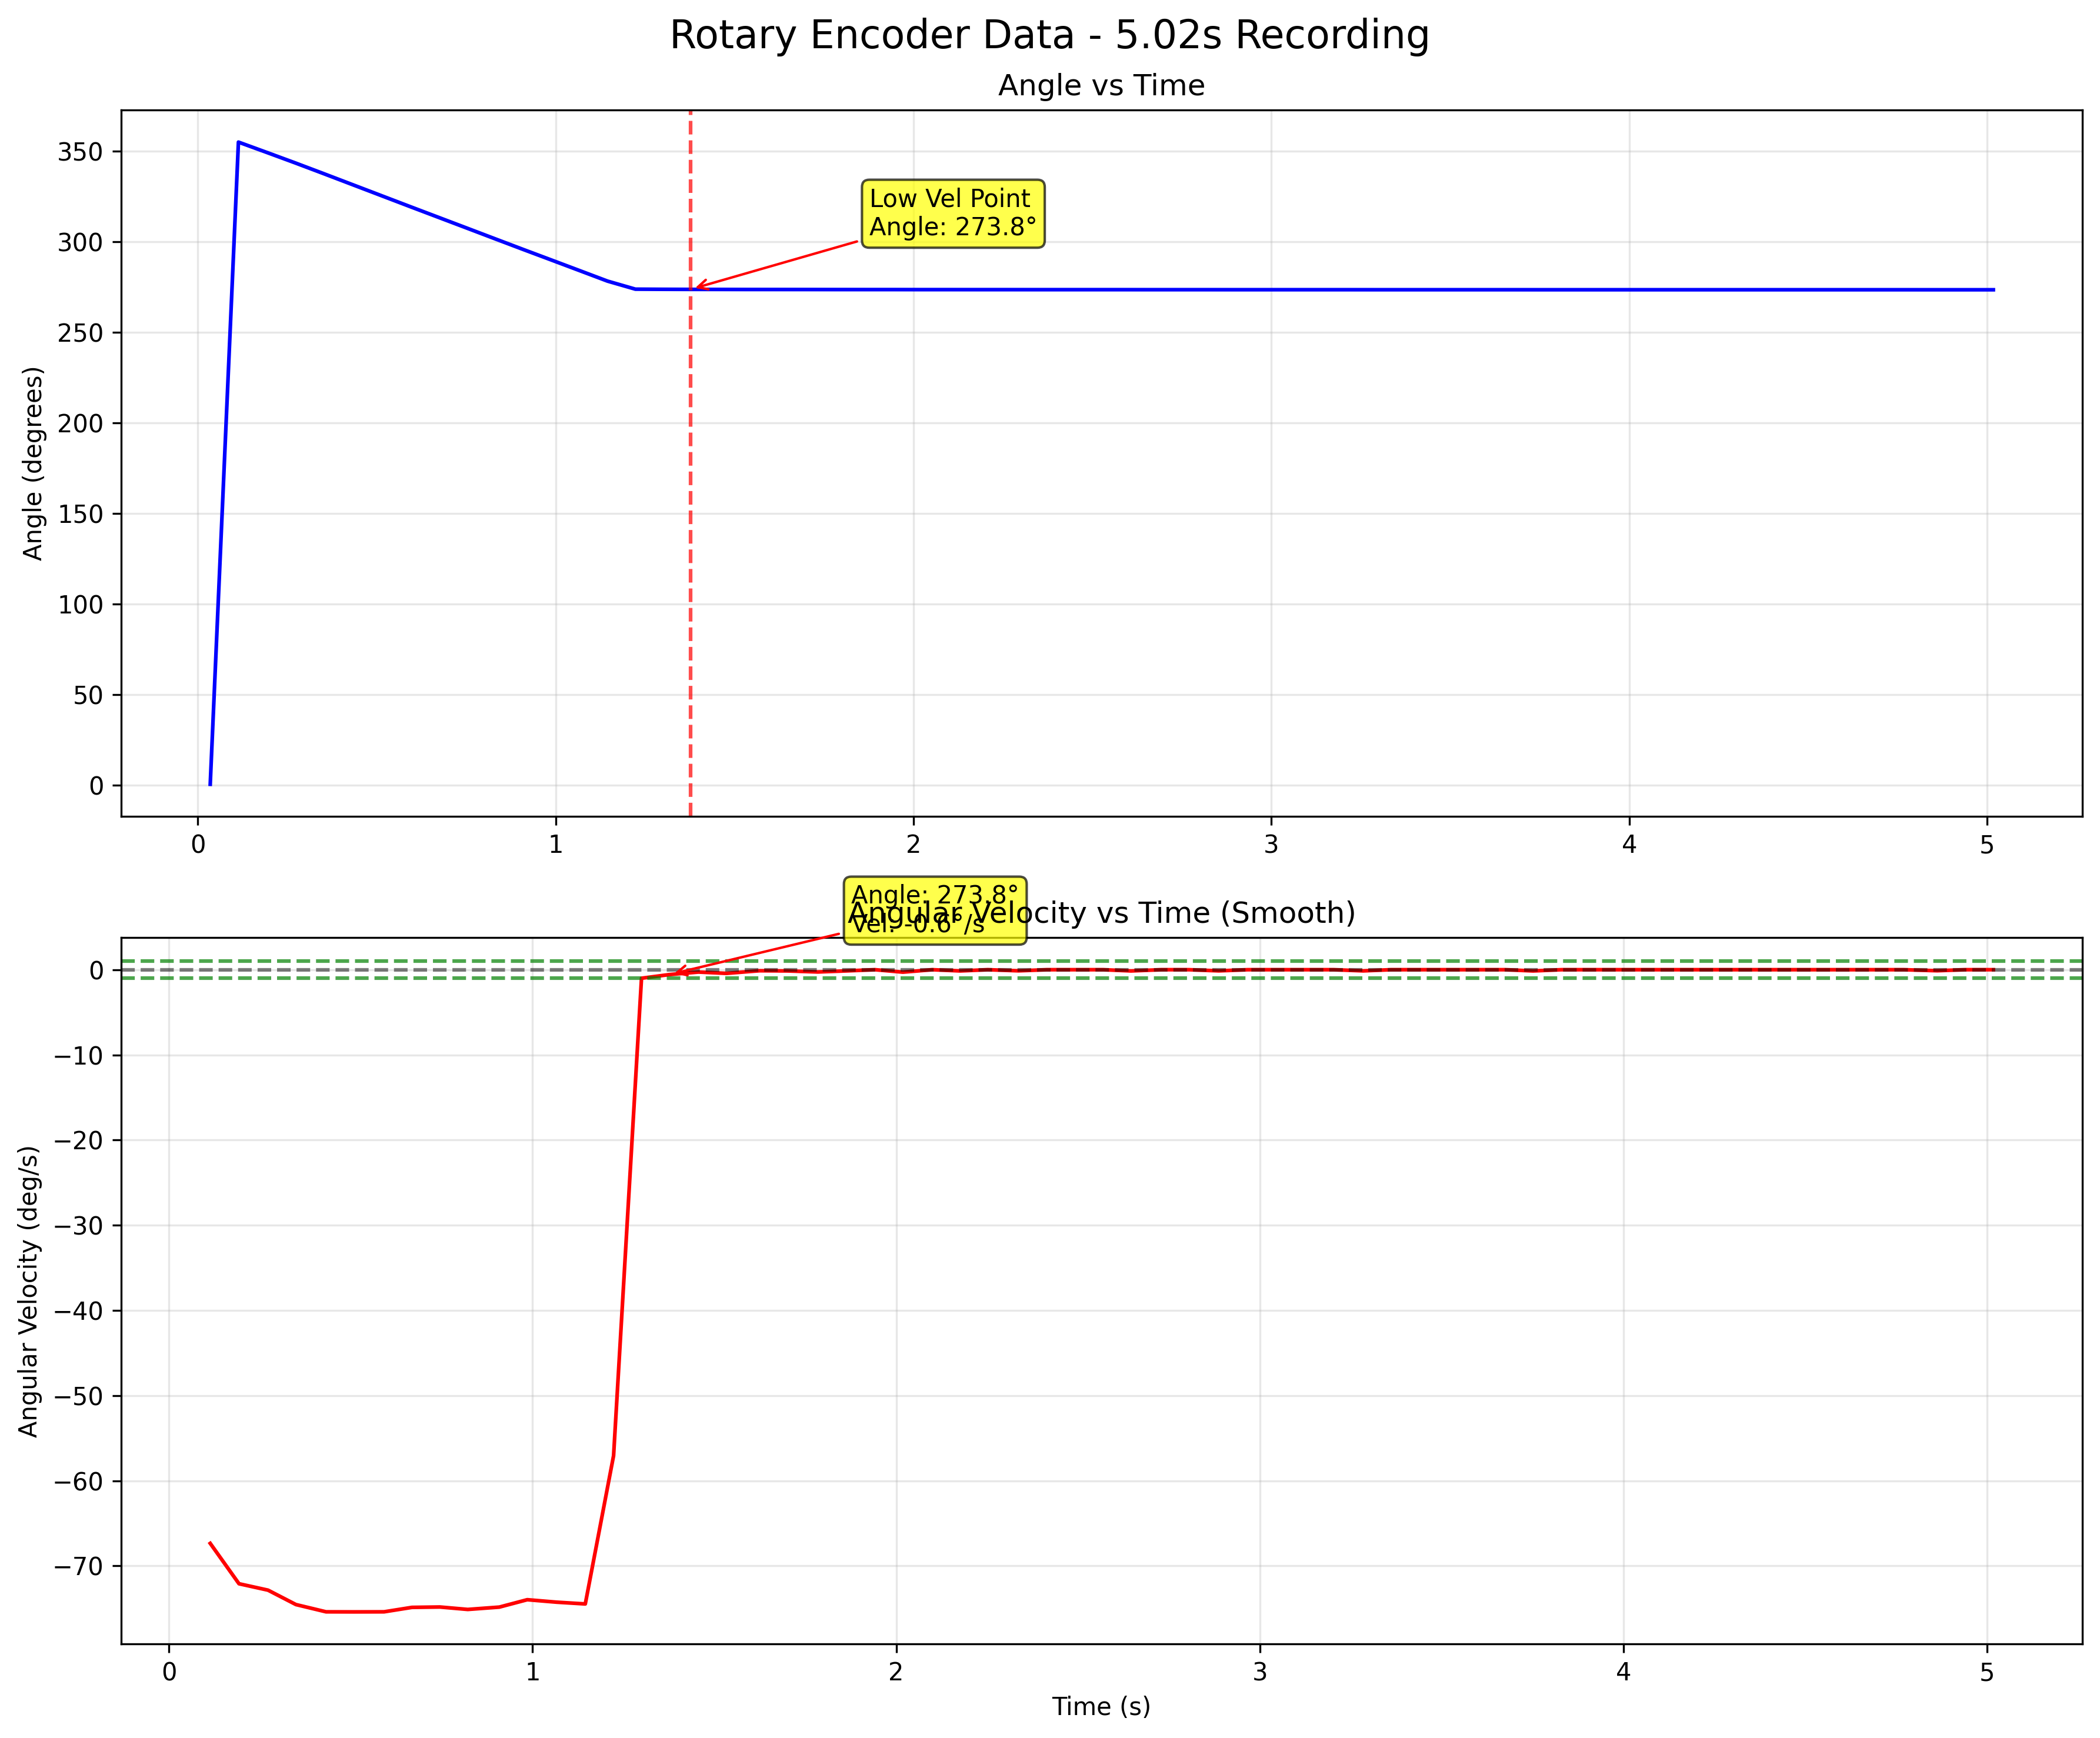 Rotary Encoder Data - 5.02s Recording
Angle vs Time
Angle (degrees)
350
300
250
200
150
100
50
0
Low Vel Point
Angle: 273.8°
0 1 2 3 4 5
Angle: 273.8°
Vel: -0.6°/s
Angular Velocity vs Time (Smooth)
Angular Velocity (deg/s)
0
−10
−20
−30
−40
−50
−60
−70
0 1 2 3 4 5
Time (s)